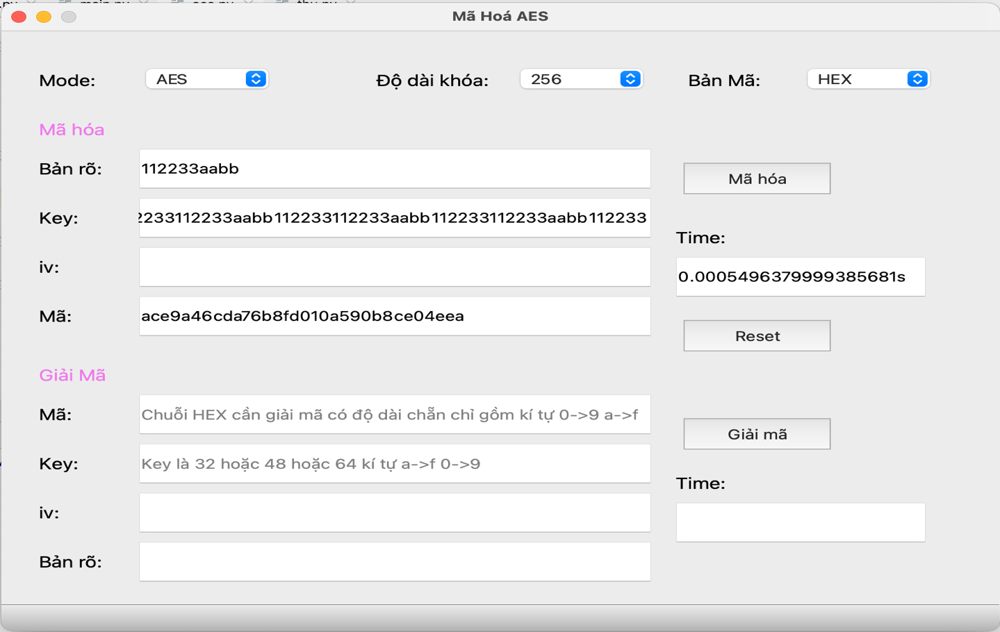 Mã Hoá AES
Mode: AES Độ dài khóa: 256 Bản Mã: HEX
Mã hóa
Bản rõ: 112233aabb
Mã hóa
Key: 2233112233aabb112233112233aabb112233112233aabb112233
Time:
iv:
0.0005496379999385681s
Mã: ace9a46cda76b8fd010a590b8ce04eea
Reset
Giải Mã
Mã: Chuỗi HEX cần giải mã có độ dài chẵn chỉ gồm kí tự 0->9 a->f
Giải mã
Key: Key là 32 hoặc 48 hoặc 64 kí tự a->f 0->9
Time:
iv:
Bản rõ: